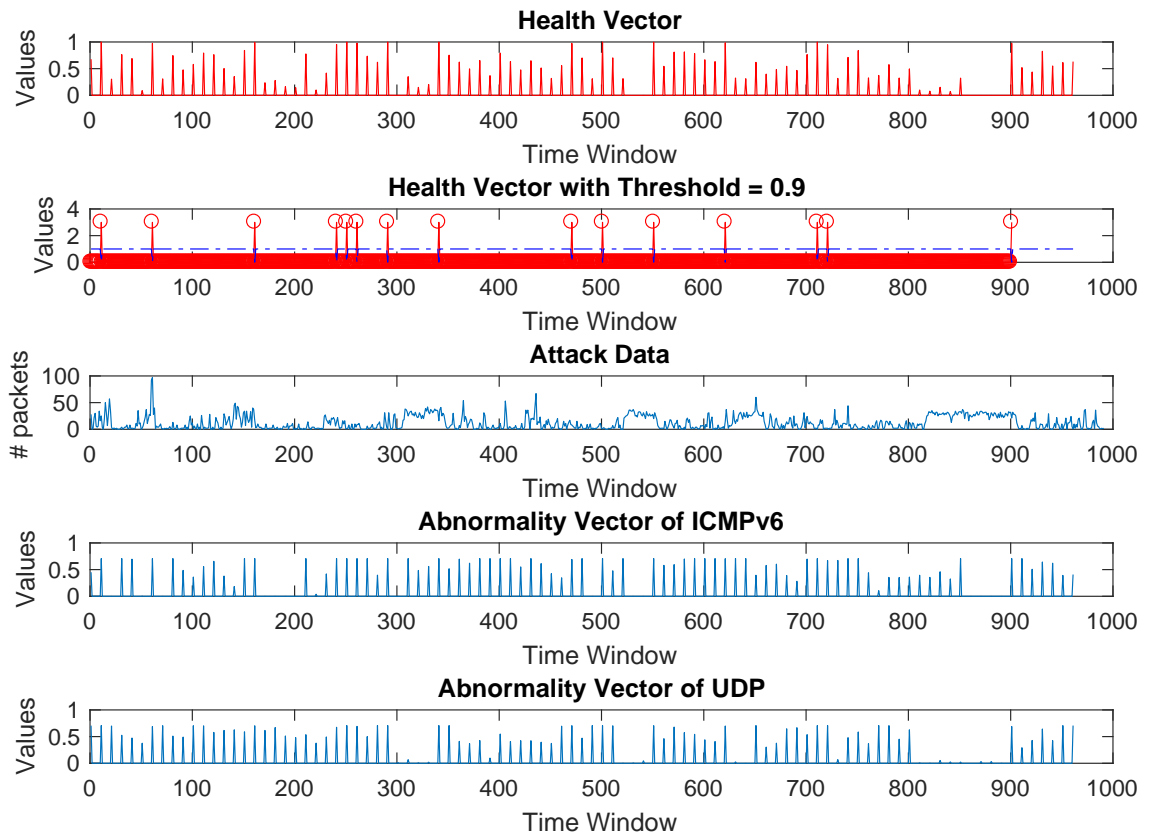 Health Vector
Values
1
0.5
0
0 100 200 300 400 500 600 700 800 900 1000
Time Window
Health Vector with Threshold = 0.9
Values
4
2
0
0 100 200 300 400 500 600 700 800 900 1000
Time Window
Attack Data
# packets
100
50
0
0 100 200 300 400 500 600 700 800 900 1000
Time Window
Abnormality Vector of ICMPv6
Values
1
0.5
0
0 100 200 300 400 500 600 700 800 900 1000
Time Window
Abnormality Vector of UDP
Values
1
0.5
0
0 100 200 300 400 500 600 700 800 900 1000
Time Window